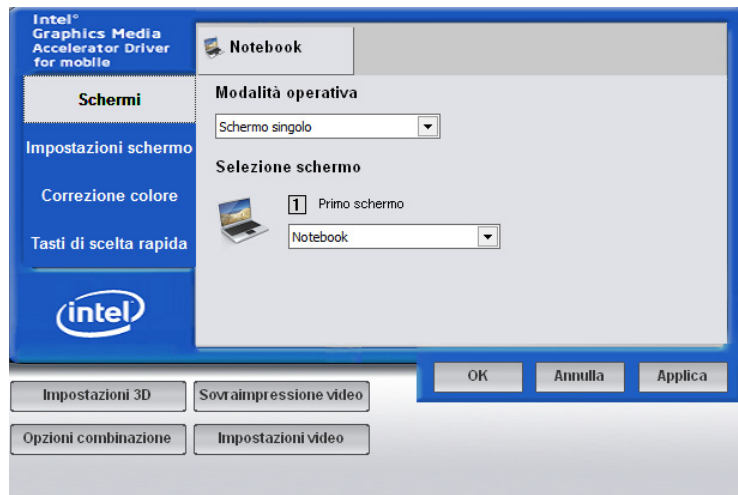 Intel®
Graphics Media
Accelerator Driver
for mobile
Notebook
Schermi
Impostazioni schermo
Correzione colore
Tasti di scelta rapida
intel
Modalità operativa
Schermo singolo
Selezione schermo
1 Primo schermo
Notebook
OK Annulla Applica
Impostazioni 3D Sovraimpressione video
Opzioni combinazione Impostazioni video